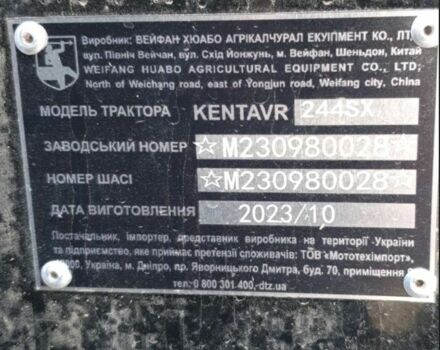 Виробник: ВЕЙФАН ХЮАБО АГРІКАЛЧУРАЛ ЕКУІПМЕНТ КО., ЛТ
вул. Північ Вейчан, вул. Схід Йонжунь, м. Вейфан, Шеньдон, Китай
WEIFANG HUABO AGRICULTURAL EQUIPMENT CO., LTD;
North of Weichang road, east of Yongjun road, Weifang city, China
МОДЕЛЬ ТРАКТОРА KENTAVR 244SX
ЗАВОДСЬКИЙ НОМЕР ☆M230980028☆
НОМЕР ШАСІ ☆M230980028☆
ДАТА ВИГОТОВЛЕННЯ 2023/10
Постачальник, імпортер, представник виробника на території України
та підприємство, яке приймає претензії споживачів: ТОВ «Мототехімпорт»,
Україна, м. Дніпро, пр. Яворницького Дмитра, буд. 70, приміщення
тел: 0 800 301 400, dtz.ua